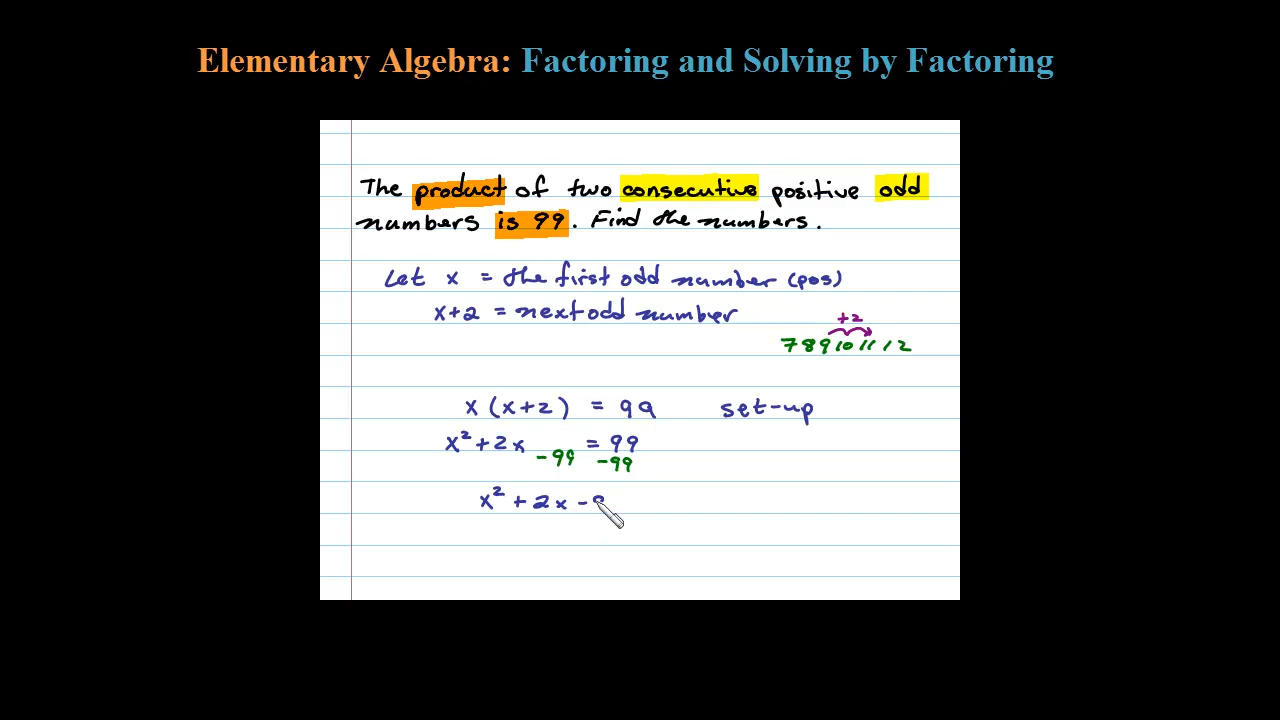 Elementary Algebra: Factoring and Solving by Factoring
The product of two consecutive positive odd
numbers is 99. Find the numbers.
Let x = the first odd number (pos)
x+2 = next odd number
+2
7 8 9 10 11 12
x (x+2) = 99 set-up
x² + 2x = 99
-99 -99
x² + 2x -